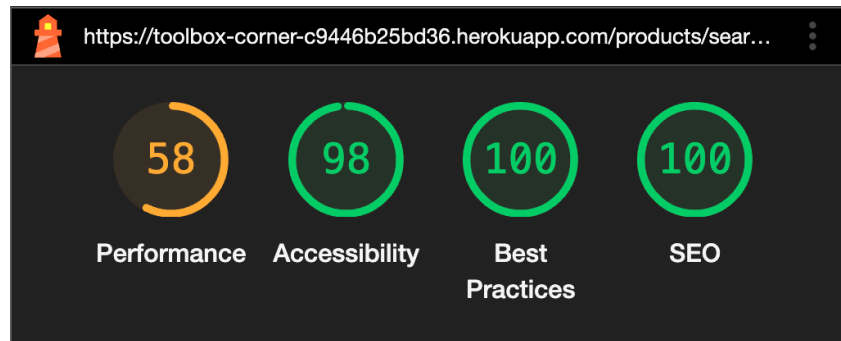 https://toolbox-corner-c9446b25bd36.herokuapp.com/products/sear...
58
98
100
100
Performance
Accessibility
Best
Practices
SEO